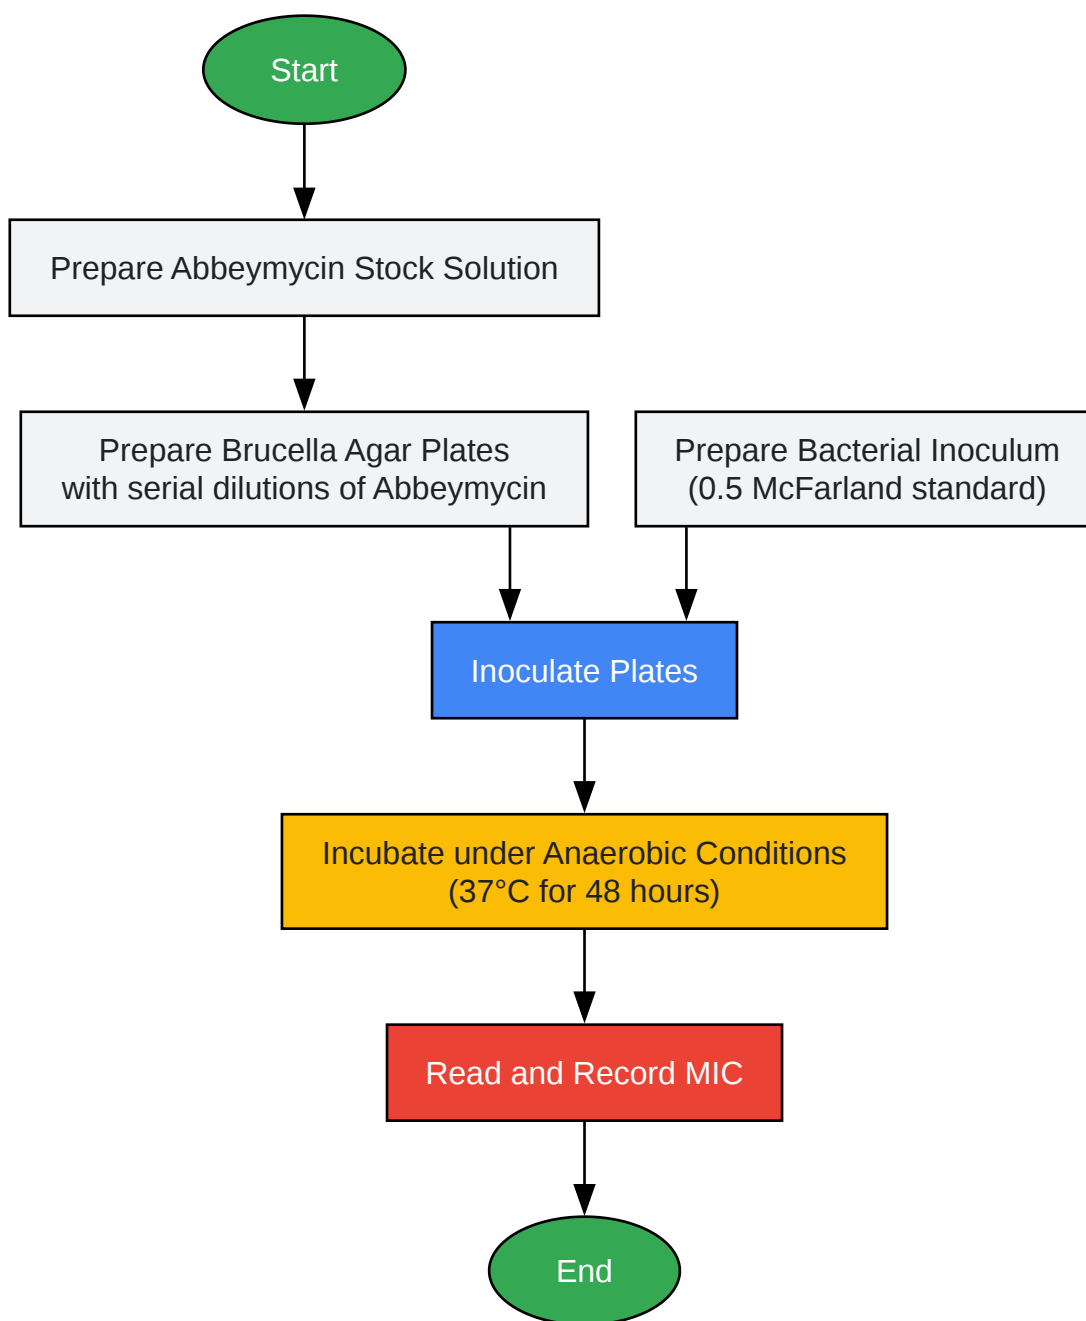 Start
Prepare Abbeymycin Stock Solution
Prepare Brucella Agar Plates
with serial dilutions of Abbeymycin
Prepare Bacterial Inoculum
(0.5 McFarland standard)
Inoculate Plates
Incubate under Anaerobic Conditions
(37°C for 48 hours)
Read and Record MIC
End